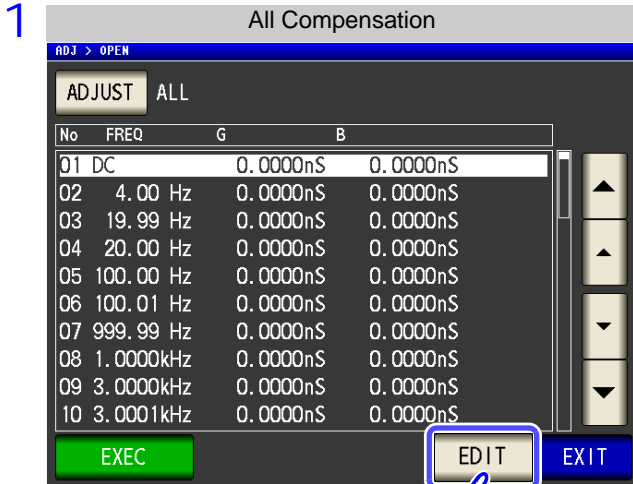 1
All Compensation
ADJ > OPEN
ADJUST ALL
No FREQ G B
01 DC 0.0000nS 0.0000nS
02 4.00 Hz 0.0000nS 0.0000nS
03 19.99 Hz 0.0000nS 0.0000nS
04 20.00 Hz 0.0000nS 0.0000nS
05 100.00 Hz 0.0000nS 0.0000nS
06 100.01 Hz 0.0000nS 0.0000nS
07 999.99 Hz 0.0000nS 0.0000nS
08 1.0000kHz 0.0000nS 0.0000nS
09 3.0000kHz 0.0000nS 0.0000nS
10 3.0001kHz 0.0000nS 0.0000nS
EXEC EDIT EXIT